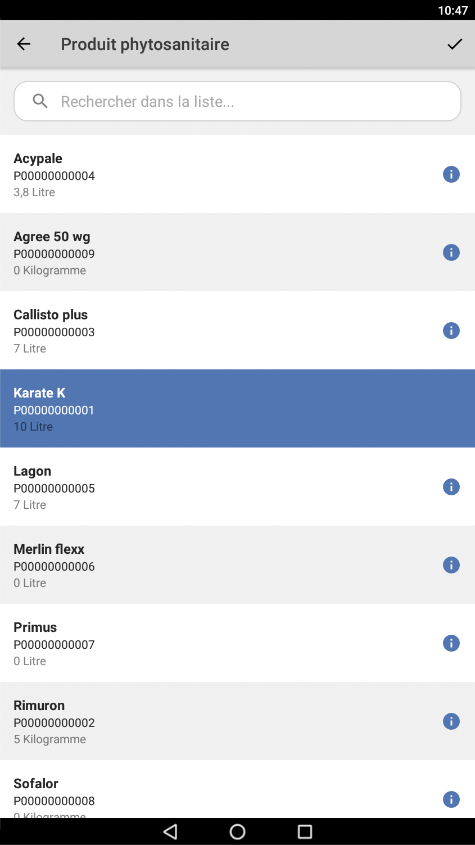 10:47
Produit phytosanitaire
Rechercher dans la liste...
Acypale
P00000000004
3,8 Litre
Agree 50 wg
P00000000009
0 Kilogramme
Callisto plus
P00000000003
7 Litre
Karate K
P00000000001
10 Litre
Lagon
P00000000005
7 Litre
Merlin flexx
P00000000006
0 Litre
Primus
P00000000007
0 Litre
Rimuron
P00000000002
5 Kilogramme
Sofalor
P00000000008
0 Kilogramme